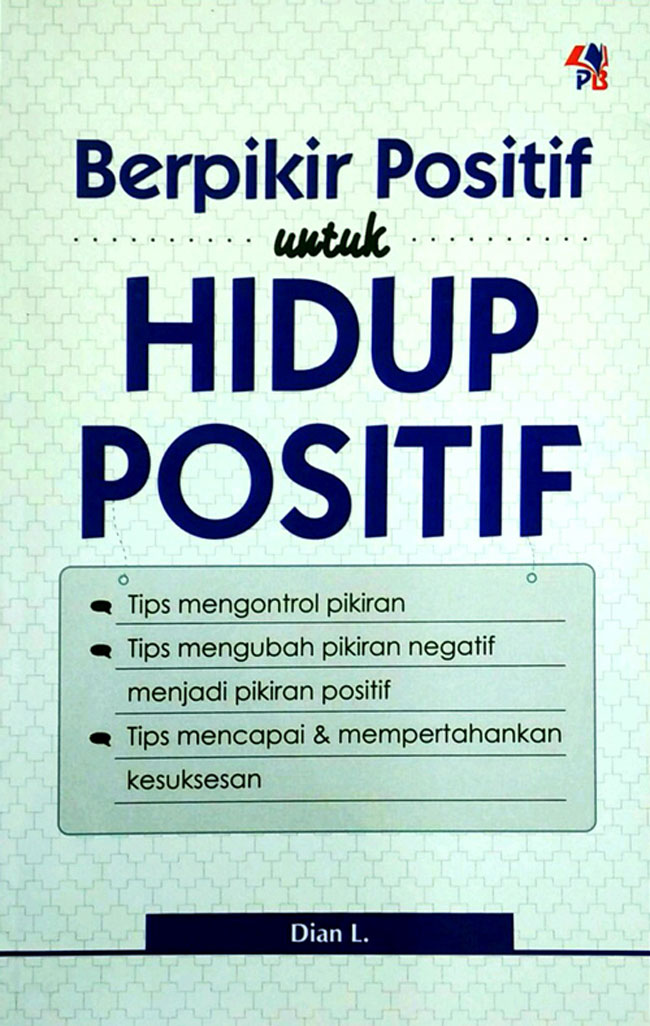 PB
Berpikir Positif
untuk
HIDUP
POSITIF
Tips mengontrol pikiran
Tips mengubah pikiran negatif
menjadi pikiran positif
Tips mencapai & mempertahankan
kesuksesan
Dian L.